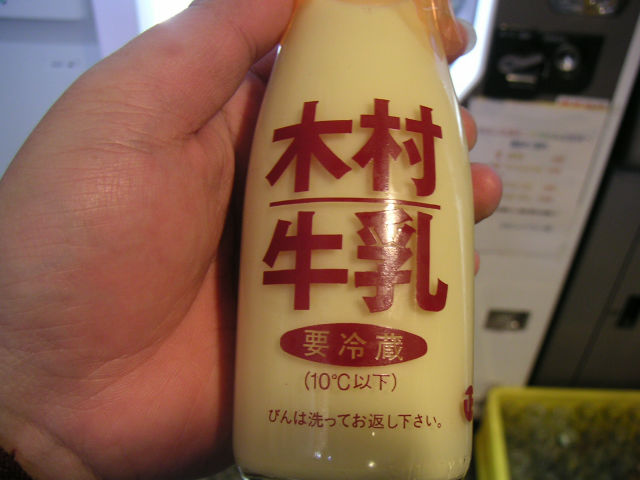 木村
牛乳
要冷蔵
(10℃以下)
びんは洗ってお返し下さい。